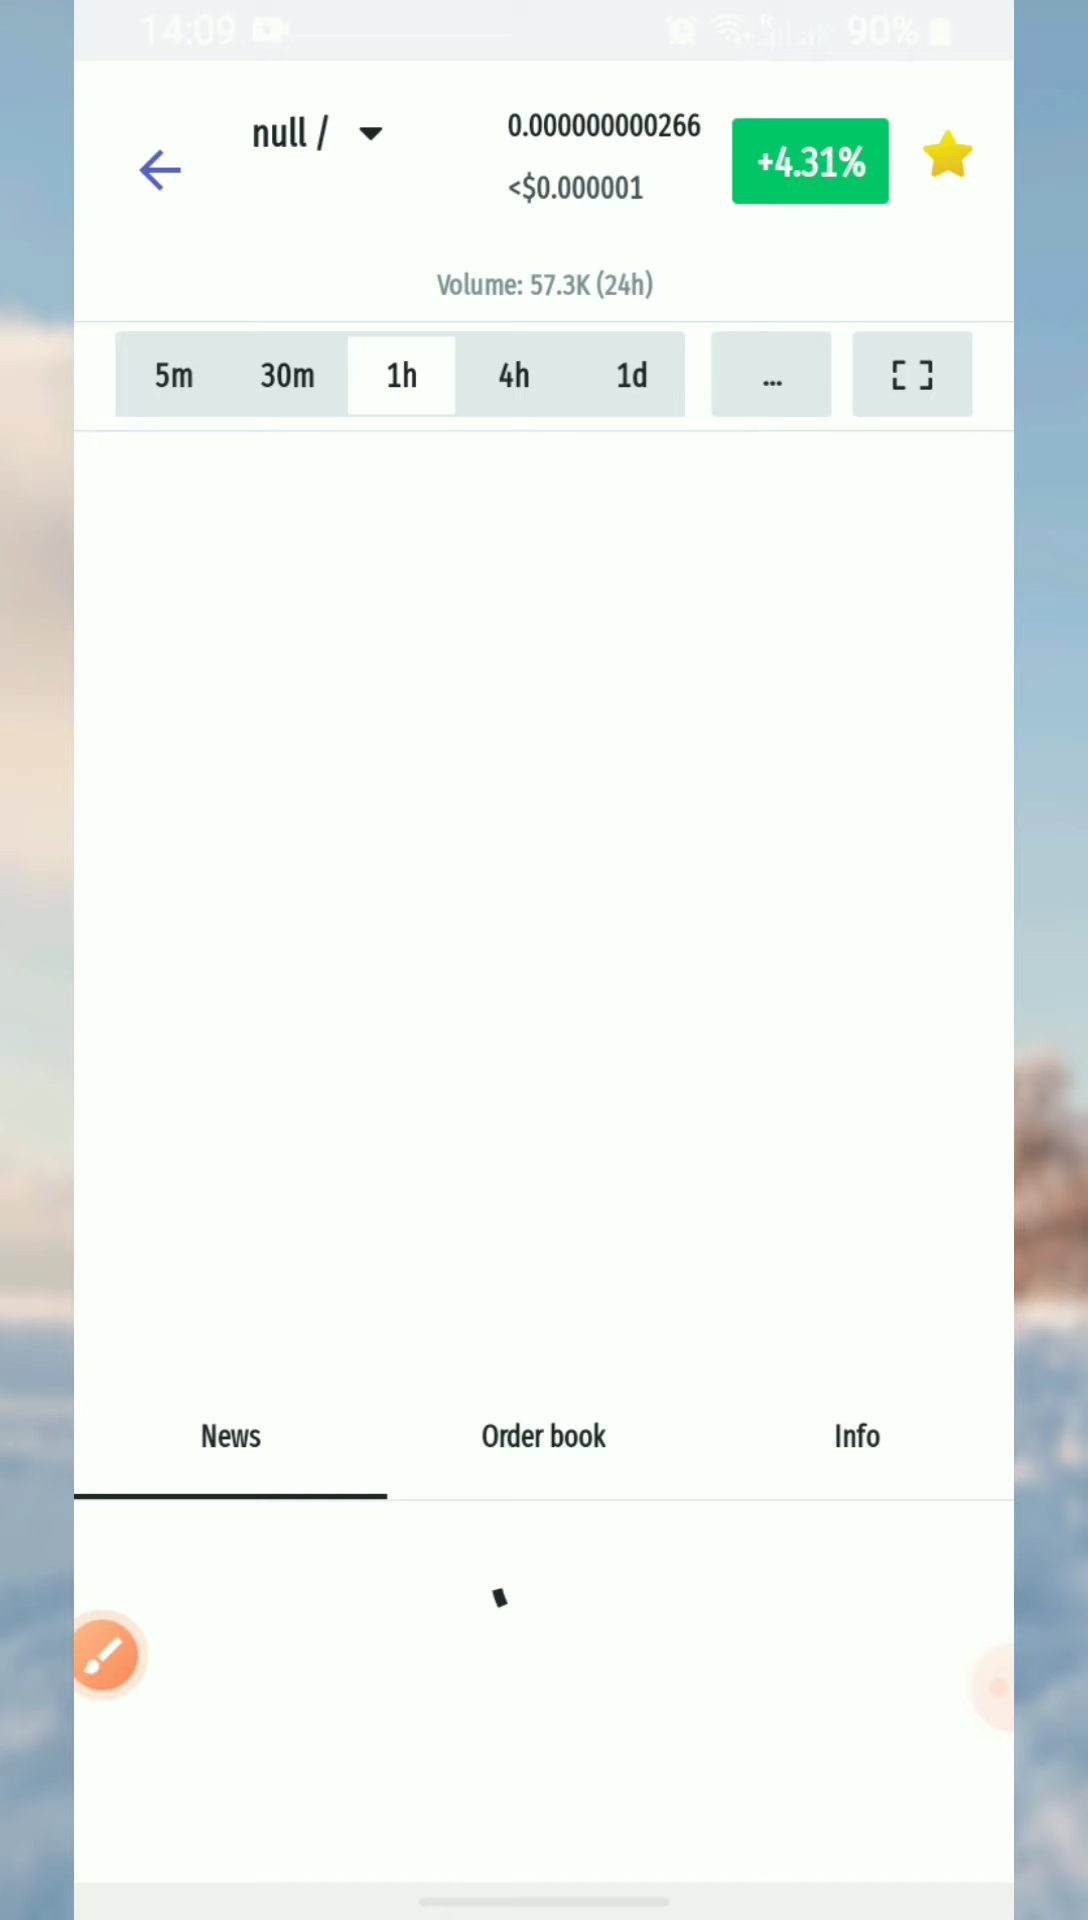 14:09
90%
null /
0.000000000266
<$0.000001
+4.31%
Volume: 57.3K (24h)
5m 30m 1h 4h 1d ...
News Order book Info